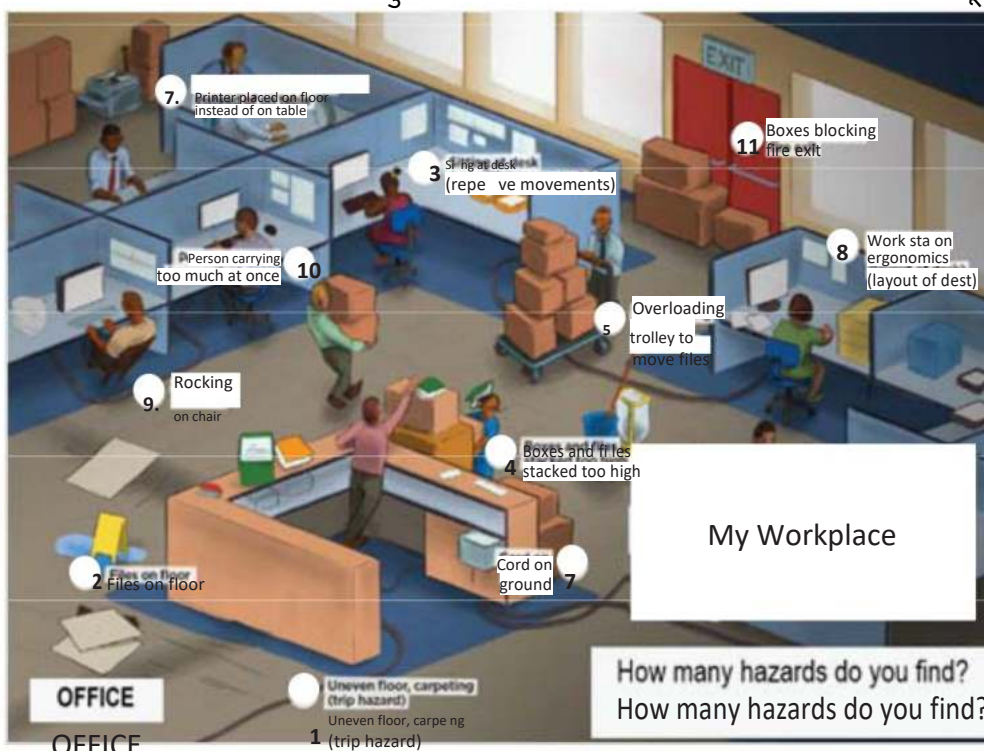 EXIT
7. Printer placed on floor
instead of on table
11 Boxes blocking
fire exit
3
(repe ve movements)
8 Work sta on
ergonomics
(layout of dest)
Person carrying
too much at once 10
5 Overloading
trolley to
move files
9. Rocking
on chair
4 Boxes and fi les
stacked too high
My Workplace
Cord on
ground 7
Files on floor
2 Files on floor
Uneven floor, carpeting
(trip hazard)
Uneven floor, carpe ng
1 (trip hazard)
OFFICE
OFFICE
How many hazards do you find?
How many hazards do you find?